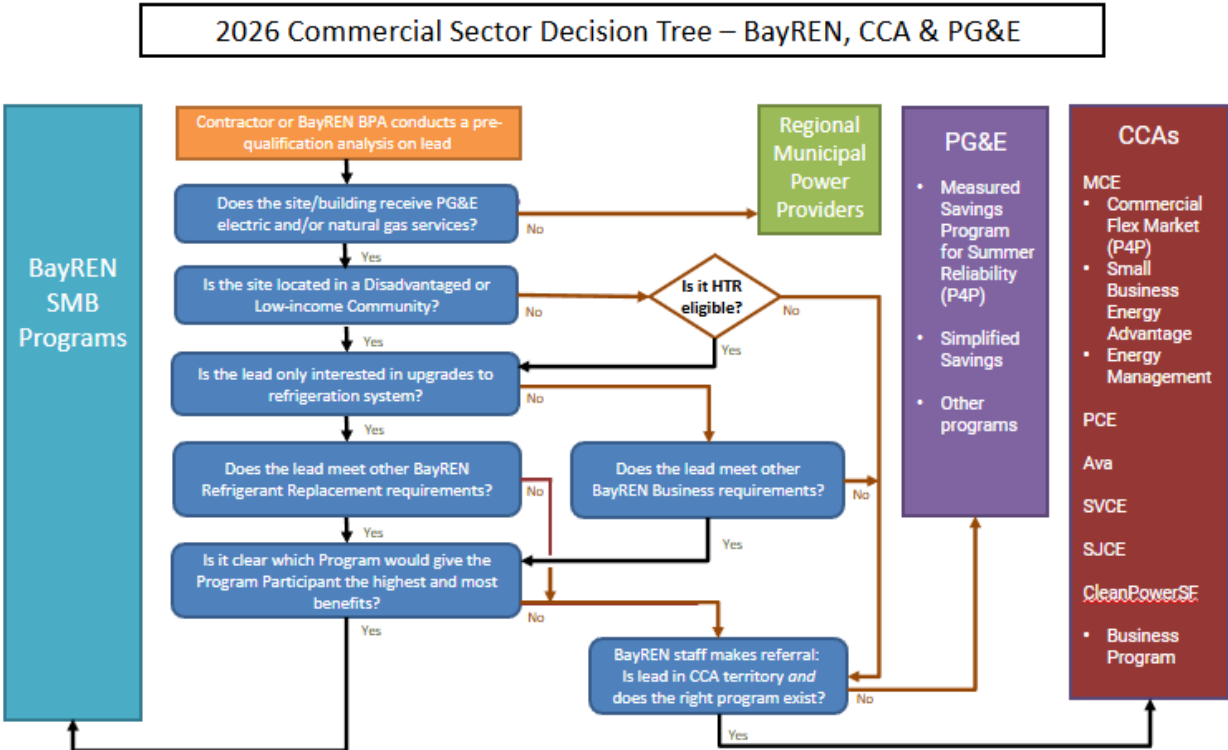 2026 Commercial Sector Decision Tree – BayREN, CCA & PG&E
BayREN
SMB
Programs
Contractor or BayREN BPA conducts a pre-
qualification analysis on lead
Does the site/building receive PG&E
electric and/or natural gas services?
No
Yes
Regional
Municipal
Power
Providers
Is the site located in a Disadvantaged or
Low-income Community?
No
Yes
Is it HTR
eligible?
No
Yes
Is the lead only interested in upgrades to
refrigeration system?
No
Yes
Does the lead meet other BayREN
Refrigerant Replacement requirements?
No
Yes
Does the lead meet other
BayREN Business requirements?
No
Yes
Is it clear which Program would give the
Program Participant the highest and most
benefits?
No
Yes
BayREN staff makes referral:
Is lead in CCA territory and
does the right program exist?
No
Yes
PG&E
• Measured
Savings
Program
for Summer
Reliability
(P4P)
• Simplified
Savings
• Other
programs
CCAs
MCE
• Commercial
Flex Market
(P4P)
• Small
Business
Energy
Advantage
• Energy
Management
PCE
Ava
SVCE
SJCE
CleanPowerSF
• Business
Program